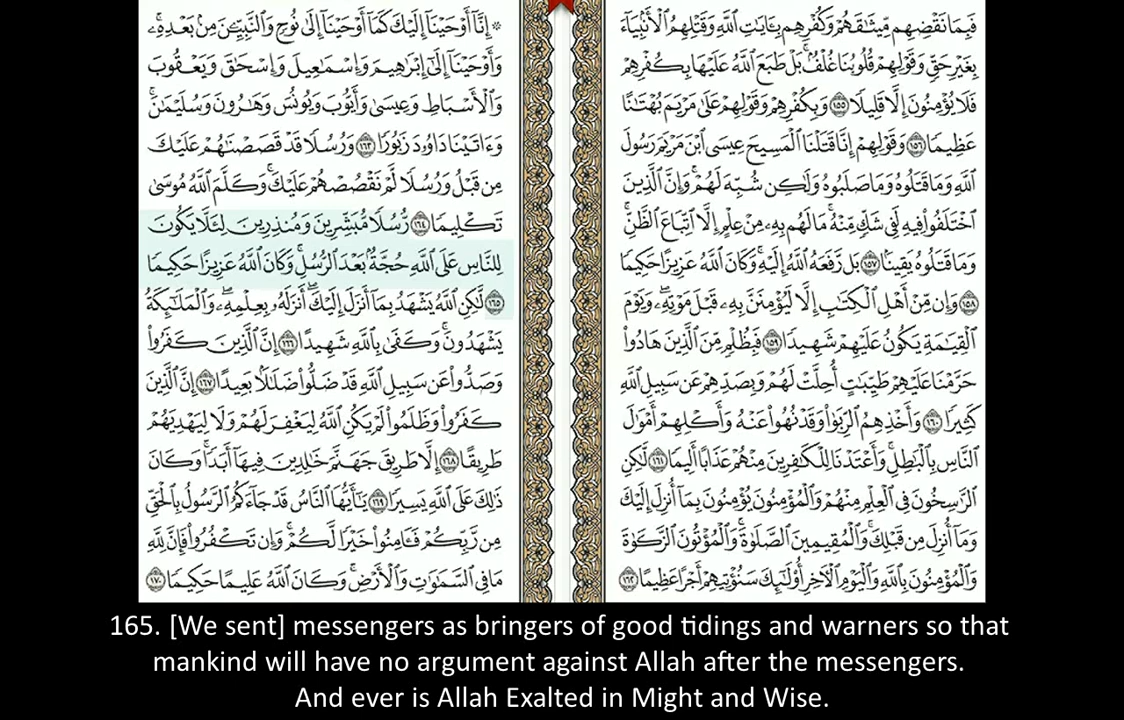 فَبِمَا نَقْضِهِم مِّيثَٰقَهُمْ وَكُفْرِهِم بِـَٔايَٰتِ ٱللَّهِ وَقَتْلِهِمُ ٱلْأَنۢبِيَآءَ
بِغَيْرِ حَقٍّ وَقَوْلِهِمْ قُلُوبُنَا غُلْفٌۢ ۚ بَلْ طَبَعَ ٱللَّهُ عَلَيْهَا بِكُفْرِهِمْ
فَلَا يُؤْمِنُونَ إِلَّا قَلِيلًا ١٥٥ وَبِكُفْرِهِمْ وَقَوْلِهِمْ عَلَىٰ مَرْيَمَ بُهْتَٰنًا
عَظِيمًا ١٥٦ وَقَوْلِهِمْ إِنَّا قَتَلْنَا ٱلْمَسِيحَ عِيسَى ٱبْنَ مَرْيَمَ رَسُولَ
ٱللَّهِ وَمَا قَتَلُوهُ وَمَا صَلَبُوهُ وَلَٰكِن شُبِّهَ لَهُمْ ۚ وَإِنَّ ٱلَّذِينَ
ٱخْتَلَفُوا۟ فِيهِ لَفِى شَكٍّ مِّنْهُ ۚ مَا لَهُم بِهِۦ مِنْ عِلْمٍ إِلَّا ٱتِّبَاعَ ٱلظَّنِّ ۚ
وَمَا قَتَلُوهُ يَقِينًۢا ١٥٧ بَل رَّفَعَهُ ٱللَّهُ إِلَيْهِ ۚ وَكَانَ ٱللَّهُ عَزِيزًا حَكِيمًا
١٥٨ وَإِن مِّنْ أَهْلِ ٱلْكِتَٰبِ إِلَّا لَيُؤْمِنَنَّ بِهِۦ قَبْلَ مَوْتِهِۦ ۖ وَيَوْمَ
ٱلْقِيَٰمَةِ يَكُونُ عَلَيْهِمْ شَهِيدًا ١٥٩ فَبِظُلْمٍ مِّنَ ٱلَّذِينَ هَادُوا۟
حَرَّمْنَا عَلَيْهِمْ طَيِّبَٰتٍ أُحِلَّتْ لَهُمْ وَبِصَدِّهِمْ عَن سَبِيلِ ٱللَّهِ
كَثِيرًا ١٦٠ وَأَخْذِهِمُ ٱلرِّبَوٰا۟ وَقَدْ نُهُوا۟ عَنْهُ وَأَكْلِهِمْ أَمْوَٰلَ
ٱلنَّاسِ بِٱلْبَٰطِلِ ۚ وَأَعْتَدْنَا لِلْكَٰفِرِينَ مِنْهُمْ عَذَابًا أَلِيمًا ١٦١ لَّٰكِنِ
ٱلرَّٰسِخُونَ فِى ٱلْعِلْمِ مِنْهُمْ وَٱلْمُؤْمِنُونَ يُؤْمِنُونَ بِمَآ أُنزِلَ إِلَيْكَ
وَمَآ أُنزِلَ مِن قَبْلِكَ ۚ وَٱلْمُقِيمِينَ ٱلصَّلَوٰةَ ۚ وَٱلْمُؤْتُونَ ٱلزَّكَوٰةَ
وَٱلْمُؤْمِنُونَ بِٱللَّهِ وَٱلْيَوْمِ ٱلْـَٔاخِرِ أُو۟لَٰٓئِكَ سَنُؤْتِيهِمْ أَجْرًا عَظِيمًا ١٦٢
۞ إِنَّآ أَوْحَيْنَآ إِلَيْكَ كَمَآ أَوْحَيْنَآ إِلَىٰ نُوحٍ وَٱلنَّبِيِّـۧنَ مِنۢ بَعْدِهِۦ ۚ
وَأَوْحَيْنَآ إِلَىٰٓ إِبْرَٰهِيمَ وَإِسْمَٰعِيلَ وَإِسْحَٰقَ وَيَعْقُوبَ
وَٱلْأَسْبَاطِ وَعِيسَىٰ وَأَيُّوبَ وَيُونُسَ وَهَٰرُونَ وَسُلَيْمَٰنَ ۚ
وَءَاتَيْنَا دَاوُۥدَ زَبُورًا ١٦٣ وَرُسُلًا قَدْ قَصَصْنَٰهُمْ عَلَيْكَ
مِن قَبْلُ وَرُسُلًا لَّمْ نَقْصُصْهُمْ عَلَيْكَ ۚ وَكَلَّمَ ٱللَّهُ مُوسَىٰ
تَكْلِيمًا ١٦٤ رُّسُلًا مُّبَشِّرِينَ وَمُنذِرِينَ لِئَلَّا يَكُونَ
لِلنَّاسِ عَلَى ٱللَّهِ حُجَّةٌۢ بَعْدَ ٱلرُّسُلِ ۚ وَكَانَ ٱللَّهُ عَزِيزًا حَكِيمًا
١٦٥ لَّٰكِنِ ٱللَّهُ يَشْهَدُ بِمَآ أَنزَلَ إِلَيْكَ ۖ أَنزَلَهُۥ بِعِلْمِهِۦ ۖ وَٱلْمَلَٰٓئِكَةُ
يَشْهَدُونَ ۚ وَكَفَىٰ بِٱللَّهِ شَهِيدًا ١٦٦ إِنَّ ٱلَّذِينَ كَفَرُوا۟
وَصَدُّوا۟ عَن سَبِيلِ ٱللَّهِ قَدْ ضَلُّوا۟ ضَلَٰلًۢا بَعِيدًا ١٦٧ إِنَّ ٱلَّذِينَ
كَفَرُوا۟ وَظَلَمُوا۟ لَمْ يَكُنِ ٱللَّهُ لِيَغْفِرَ لَهُمْ وَلَا لِيَهْدِيَهُمْ
طَرِيقًا ١٦٨ إِلَّا طَرِيقَ جَهَنَّمَ خَٰلِدِينَ فِيهَآ أَبَدًا ۚ وَكَانَ
ذَٰلِكَ عَلَى ٱللَّهِ يَسِيرًا ١٦٩ يَٰٓأَيُّهَا ٱلنَّاسُ قَدْ جَآءَكُمُ ٱلرَّسُولُ بِٱلْحَقِّ
مِن رَّبِّكُمْ فَـَٔامِنُوا۟ خَيْرًا لَّكُمْ ۚ وَإِن تَكْفُرُوا۟ فَإِنَّ لِلَّهِ
مَا فِى ٱلسَّمَٰوَٰتِ وَٱلْأَرْضِ ۚ وَكَانَ ٱللَّهُ عَلِيمًا حَكِيمًا ١٧٠
165. [We sent] messengers as bringers of good tidings and warners so that
mankind will have no argument against Allah after the messengers.
And ever is Allah Exalted in Might and Wise.